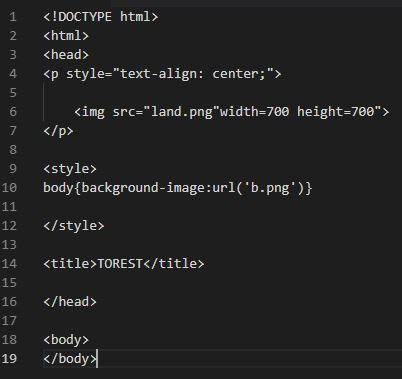 1 <!DOCTYPE html>
2 <html>
3 <head>
4 <p style="text-align: center;">
5
6 <img src="land.png"width=700 height=700">
7 </p>
8
9 <style>
10 body{background-image:url('b.png')}
11
12 </style>
13
14 <title>TOREST</title>
15
16 </head>
17
18 <body>
19 </body>